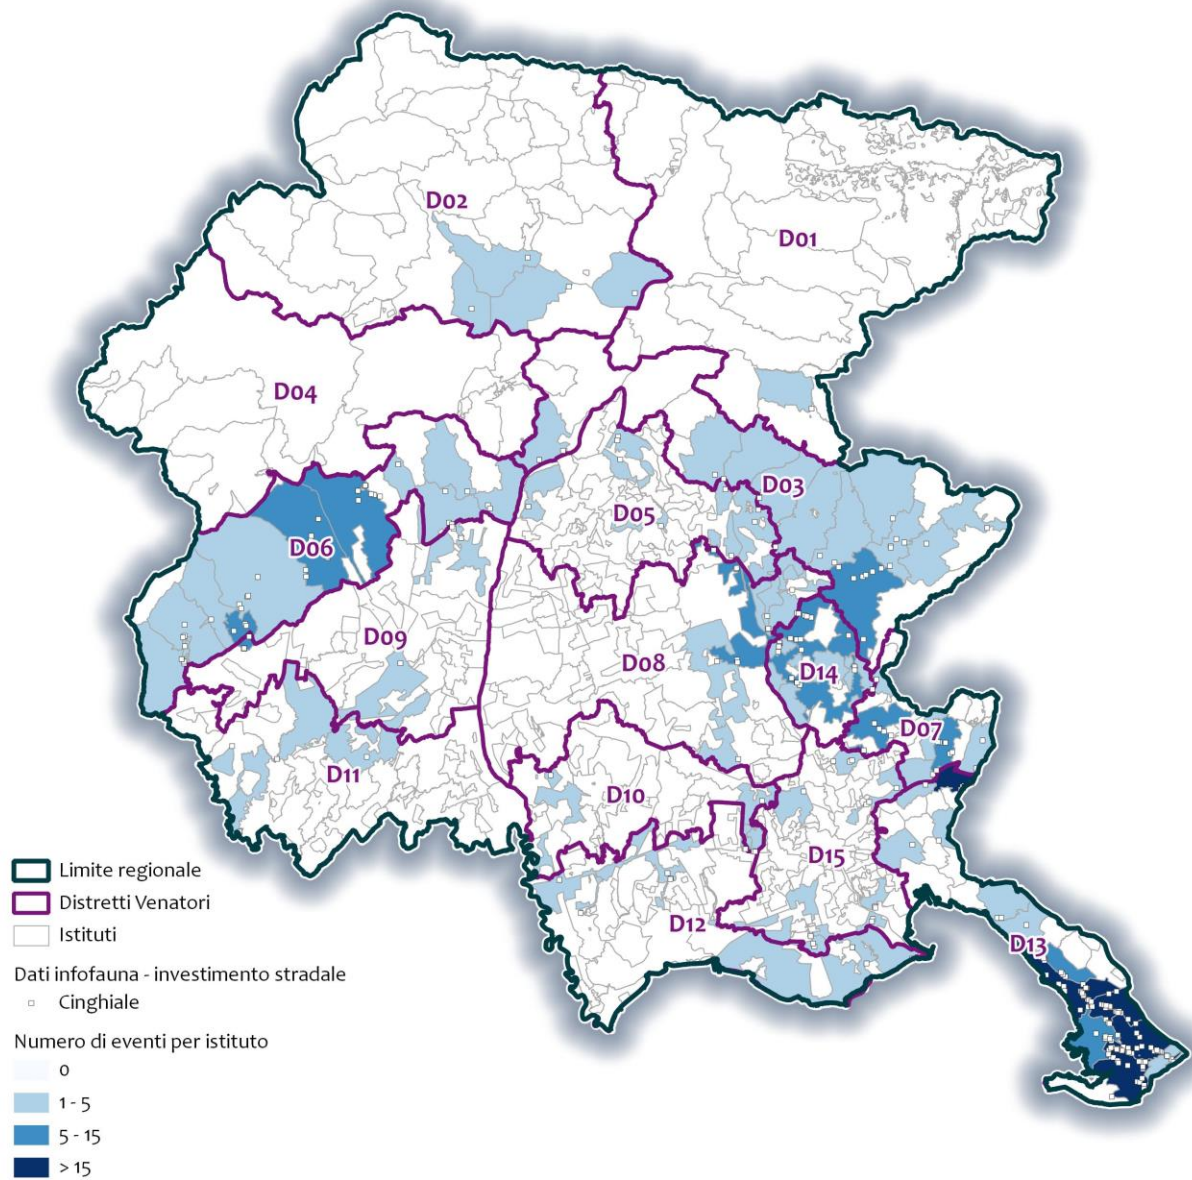 D02
D01
D04
D03
D05
D06
D09
D08
D14
D07
D11
D10
D15
D12
D13
Limite regionale
Distretti Venatori
Istituti
Dati infofauna - investimento stradale
Cinghiale
Numero di eventi per istituto
0
1 - 5
5 - 15
> 15